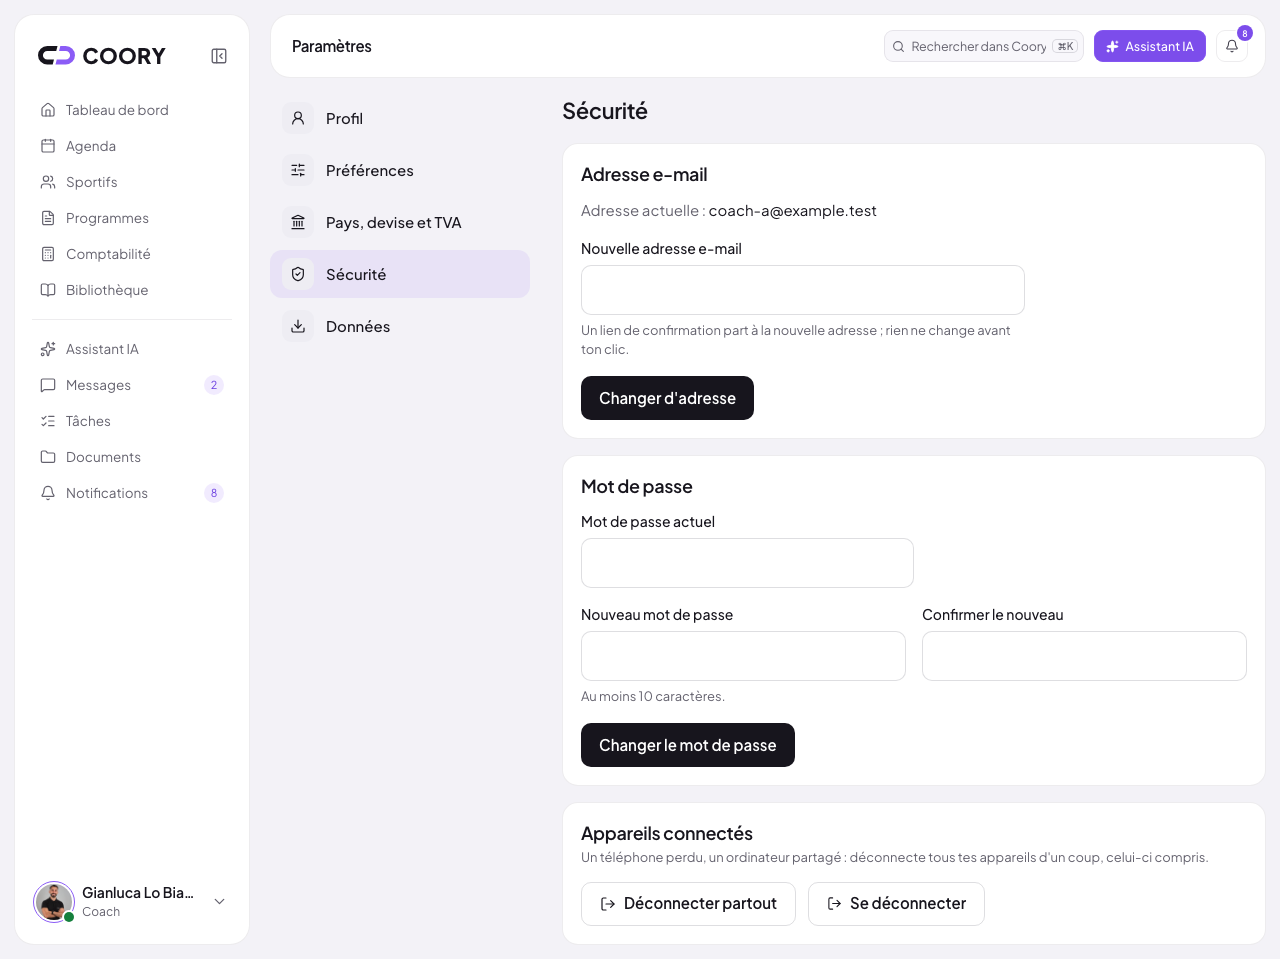 COORY
Tableau de bord
Agenda
Sportifs
Programmes
Comptabilité
Bibliothèque
Assistant IA
Messages 2
Tâches
Documents
Notifications 8
Gianluca Lo Bia...
Coach
Paramètres
Rechercher dans Coory ⌘K
Assistant IA
8
Profil
Préférences
Pays, devise et TVA
Sécurité
Données
Sécurité
Adresse e-mail
Adresse actuelle : coach-a@example.test
Nouvelle adresse e-mail
Un lien de confirmation part à la nouvelle adresse ; rien ne change avant
ton clic.
Changer d'adresse
Mot de passe
Mot de passe actuel
Nouveau mot de passe
Confirmer le nouveau
Au moins 10 caractères.
Changer le mot de passe
Appareils connectés
Un téléphone perdu, un ordinateur partagé : déconnecte tous tes appareils d'un coup, celui-ci compris.
Déconnecter partout
Se déconnecter